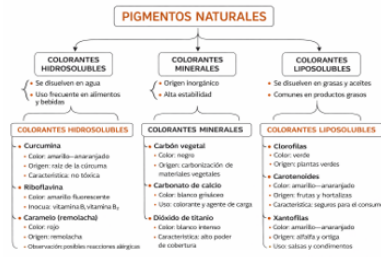 PIGMENTOS NATURALES
COLORANTES
HIDROSOLUBLES
• Se disuelven en agua
• Uso frecuente en alimentos
y bebidas
COLORANTES
MINERALES
• Origen inorgánico
• Alta estabilidad
COLORANTES
LIPOSOLUBLES
• Se disuelven en grasas y aceites
• Comunes en productos grasos
COLORANTES HIDROSOLUBLES
• Curcumina
• Color: amarillo—anaranjado
• Origen: raíz de la cúrcuma
• Característica: no tóxica
• Riboflavina
• Color: amarillo fluorescente
• Inocua: vitamina B, vitamina B₂
• Caramelo (remolacha)
• Color: rojo
• Origen: remolacha
• Observación: posibles reacciones alérgicas
COLORANTES MINERALES
• Carbón vegetal
• Color: negro
• Origen: carbonización de
materiales vegetales
• Carbonato de calcio
• Color: blanco grisáceo
• Uso: colorante y agente de carga
• Dióxido de titanio
• Color: blanco intenso
• Característica: alto poder
de cobertura
COLORANTES LIPOSOLUBLES
• Clorofilas
• Color: verde
• Origen: plantas verdes
• Carotenoides
• Color: amarillo—anaranjado
• Origen: frutas y hortalizas
• Característica: seguros para el consumo
• Xantofilas
• Color: amarillo—anaranjado
• Origen: alfalfa y ortiga
• Uso: salsas y condimentos